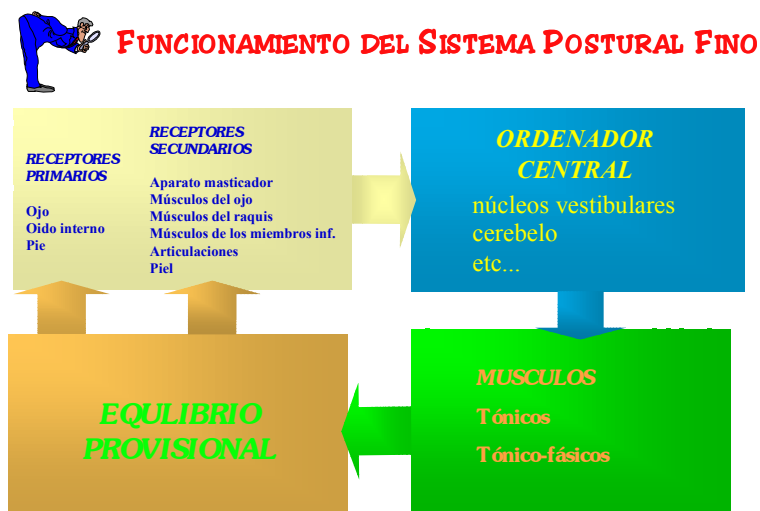 FUNCIONAMIENTO DEL SISTEMA POSTURAL FINO
RECEPTORES
PRIMARIOS
Ojo
Oido interno
Pie
RECEPTORES
SECUNDARIOS
Aparato masticador
Músculos del ojo
Músculos del raquis
Músculos de los miembros inf.
Articulaciones
Piel
ORDENADOR
CENTRAL
núcleos vestibulares
cerebelo
etc...
MUSCULOS
Tónicos
Tónico-fásicos
EQULIBRIO
PROVISIONAL